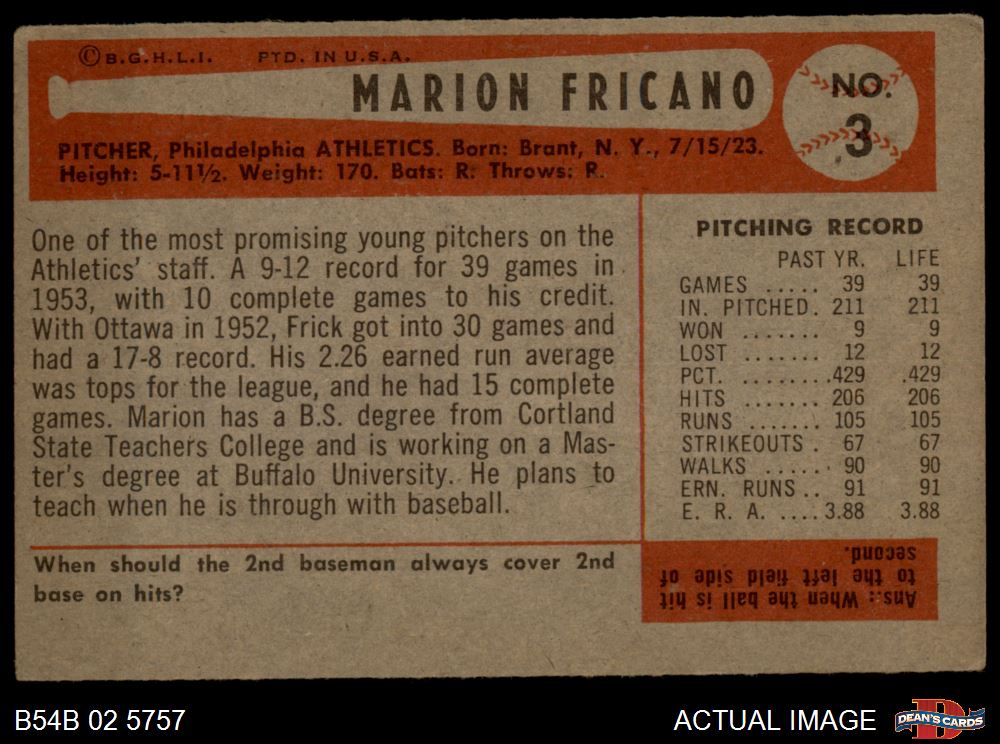 ©B.G.H.L.I. PTD. IN U.S.A.
MARION FRICANO
NO.
3
PITCHER, Philadelphia ATHLETICS. Born: Brant, N. Y., 7/15/23.
Height: 5-11½. Weight: 170. Bats: R. Throws: R.
One of the most promising young pitchers on the
Athletics' staff. A 9-12 record for 39 games in
1953, with 10 complete games to his credit.
With Ottawa in 1952, Frick got into 30 games and
had a 17-8 record. His 2.26 earned run average
was tops for the league, and he had 15 complete
games. Marion has a B.S. degree from Cortland
State Teachers College and is working on a Mas-
ter's degree at Buffalo University. He plans to
teach when he is through with baseball.
PITCHING RECORD
PAST YR. LIFE
GAMES ..... 39 39
IN. PITCHED. 211 211
WON ....... 9 9
LOST ....... 12 12
PCT. ........429 .429
HITS ....... 206 206
RUNS ....... 105 105
STRIKEOUTS . 67 67
WALKS ...... 90 90
ERN. RUNS .. 91 91
E. R. A. ....3.88 3.88
When should the 2nd baseman always cover 2nd
base on hits?
Ans.: When the ball is hit
to the left field side of
second.
B54B 02 5757
ACTUAL IMAGE
D
DEAN'S CARDS